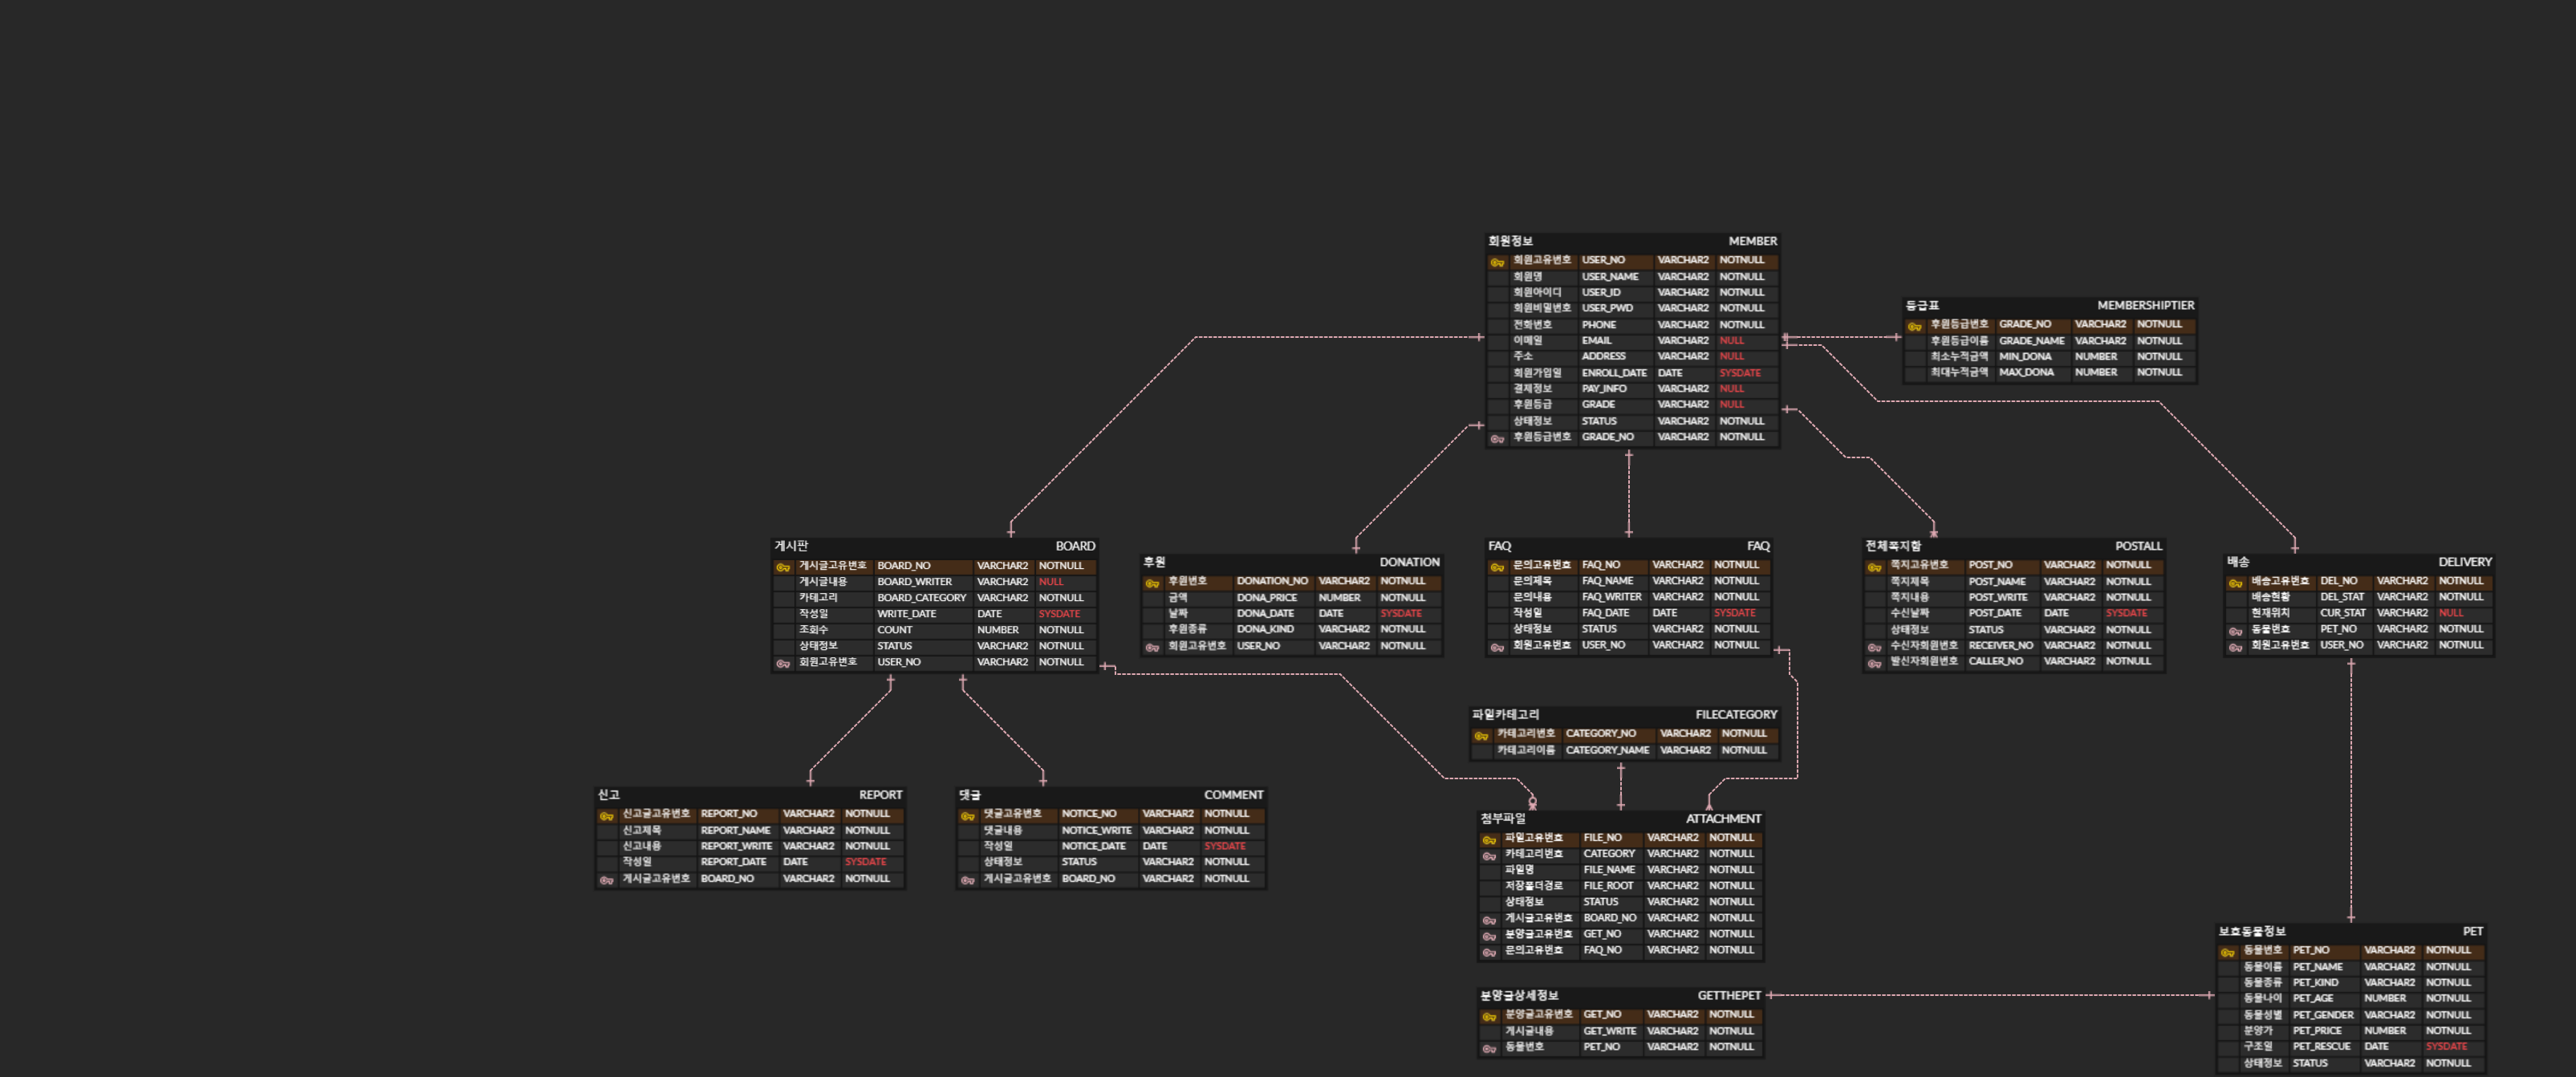 회원정보 MEMBER
회원고유번호 USER_NO VARCHAR2 NOTNULL
회원명 USER_NAME VARCHAR2 NOTNULL
회원아이디 USER_ID VARCHAR2 NOTNULL
회원비밀번호 USER_PWD VARCHAR2 NOTNULL
전화번호 PHONE VARCHAR2 NOTNULL
이메일 EMAIL VARCHAR2 NULL
주소 ADDRESS VARCHAR2 NULL
회원가입일 ENROLL_DATE DATE SYSDATE
결제정보 PAY_INFO VARCHAR2 NULL
후원등급 GRADE VARCHAR2 NULL
상태정보 STATUS VARCHAR2 NOTNULL
후원등급번호 GRADE_NO VARCHAR2 NOTNULL
등급표 MEMBERSHIPTIER
후원등급번호 GRADE_NO VARCHAR2 NOTNULL
후원등급이름 GRADE_NAME VARCHAR2 NOTNULL
최소누적금액 MIN_DONA NUMBER NOTNULL
최대누적금액 MAX_DONA NUMBER NOTNULL
게시판 BOARD
게시글고유번호 BOARD_NO VARCHAR2 NOTNULL
게시글내용 BOARD_WRITER VARCHAR2 NULL
카테고리 BOARD_CATEGORY VARCHAR2 NOTNULL
작성일 WRITE_DATE DATE SYSDATE
조회수 COUNT NUMBER NOTNULL
상태정보 STATUS VARCHAR2 NOTNULL
회원고유번호 USER_NO VARCHAR2 NOTNULL
후원 DONATION
후원번호 DONATION_NO VARCHAR2 NOTNULL
금액 DONA_PRICE NUMBER NOTNULL
날짜 DONA_DATE DATE SYSDATE
후원종류 DONA_KIND VARCHAR2 NOTNULL
회원고유번호 USER_NO VARCHAR2 NOTNULL
FAQ FAQ
문의고유번호 FAQ_NO VARCHAR2 NOTNULL
문의제목 FAQ_NAME VARCHAR2 NOTNULL
문의내용 FAQ_WRITER VARCHAR2 NOTNULL
작성일 FAQ_DATE DATE SYSDATE
상태정보 STATUS VARCHAR2 NOTNULL
회원고유번호 USER_NO VARCHAR2 NOTNULL
전체쪽지함 POSTALL
쪽지고유번호 POST_NO VARCHAR2 NOTNULL
쪽지제목 POST_NAME VARCHAR2 NOTNULL
쪽지내용 POST_WRITE VARCHAR2 NOTNULL
수신날짜 POST_DATE DATE SYSDATE
상태정보 STATUS VARCHAR2 NOTNULL
수신자회원번호 RECEIVER_NO VARCHAR2 NOTNULL
발신자회원번호 CALLER_NO VARCHAR2 NOTNULL
배송 DELIVERY
배송고유번호 DEL_NO VARCHAR2 NOTNULL
배송현황 DEL_STAT VARCHAR2 NOTNULL
현재위치 CUR_STAT VARCHAR2 NULL
동물번호 PET_NO VARCHAR2 NOTNULL
회원고유번호 USER_NO VARCHAR2 NOTNULL
파일카테고리 FILECATEGORY
카테고리번호 CATEGORY_NO VARCHAR2 NOTNULL
카테고리이름 CATEGORY_NAME VARCHAR2 NOTNULL
신고 REPORT
신고글고유번호 REPORT_NO VARCHAR2 NOTNULL
신고제목 REPORT_NAME VARCHAR2 NOTNULL
신고내용 REPORT_WRITE VARCHAR2 NOTNULL
작성일 REPORT_DATE DATE SYSDATE
게시글고유번호 BOARD_NO VARCHAR2 NOTNULL
댓글 COMMENT
댓글고유번호 NOTICE_NO VARCHAR2 NOTNULL
댓글내용 NOTICE_WRITE VARCHAR2 NOTNULL
작성일 NOTICE_DATE DATE SYSDATE
상태정보 STATUS VARCHAR2 NOTNULL
게시글고유번호 BOARD_NO VARCHAR2 NOTNULL
첨부파일 ATTACHMENT
파일고유번호 FILE_NO VARCHAR2 NOTNULL
카테고리번호 CATEGORY VARCHAR2 NOTNULL
파일명 FILE_NAME VARCHAR2 NOTNULL
저장폴더경로 FILE_ROOT VARCHAR2 NOTNULL
상태정보 STATUS VARCHAR2 NOTNULL
게시글고유번호 BOARD_NO VARCHAR2 NOTNULL
분양글고유번호 GET_NO VARCHAR2 NOTNULL
문의고유번호 FAQ_NO VARCHAR2 NOTNULL
분양글상세정보 GETTHEPET
분양글고유번호 GET_NO VARCHAR2 NOTNULL
게시글내용 GET_WRITE VARCHAR2 NOTNULL
동물번호 PET_NO VARCHAR2 NOTNULL
보호동물정보 PET
동물번호 PET_NO VARCHAR2 NOTNULL
동물이름 PET_NAME VARCHAR2 NOTNULL
동물종류 PET_KIND VARCHAR2 NOTNULL
동물나이 PET_AGE NUMBER NOTNULL
동물성별 PET_GENDER VARCHAR2 NOTNULL
분양가 PET_PRICE NUMBER NOTNULL
구조일 PET_RESCUE DATE SYSDATE
상태정보 STATUS VARCHAR2 NOTNULL